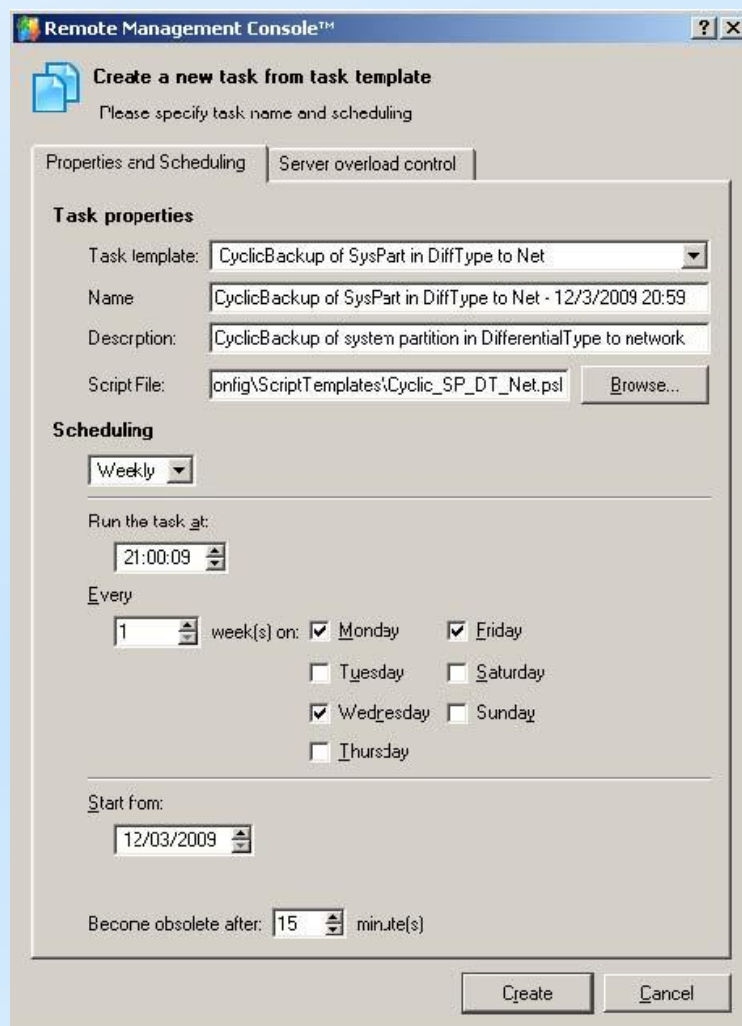 Remote Management Console™
Create a new task from task template
Please specify task name and scheduling
Properties and Scheduling
Server overload control
Task properties
Task template: CyclicBackup of SysPart in DiffType to Net
Name CyclicBackup of SysPart in DiffType to Net - 12/3/2009 20:59
Description: CyclicBackup of system partition in DifferentialType to network
Script File: onfig\ScriptTemplates\Cyclic_SP_DT_Net.psl Browse...
Scheduling
Weekly
Run the task at:
21:00:09
Every
1 week(s) on: Monday Friday
Tuesday Saturday
Wednesday Sunday
Thursday
Start from:
12/03/2009
Become obsolete after: 15 minute(s)
Create Cancel